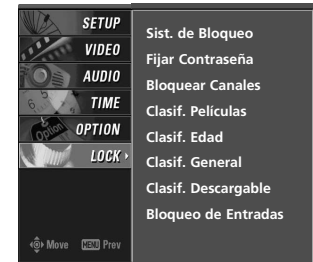 SETUP
VIDEO
AUDIO
TIME
OPTION
LOCK
Move MENU Prev
Sist. de Bloqueo
Fijar Contraseña
Bloquear Canales
Clasif. Películas
Clasif. Edad
Clasif. General
Clasif. Descargable
Bloqueo de Entradas